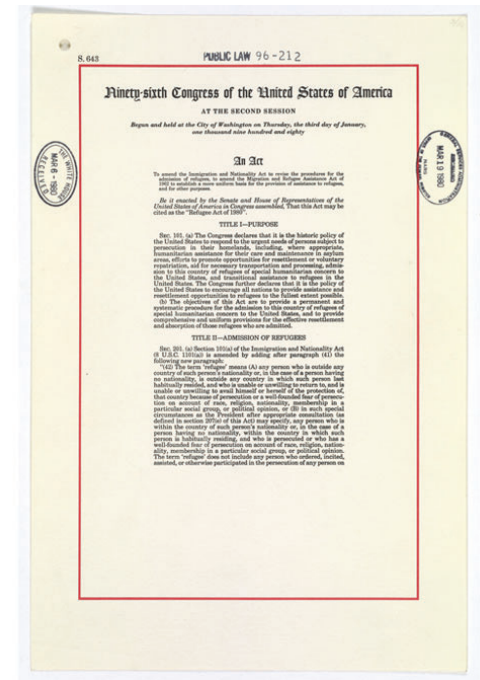 S. 643
PUBLIC LAW 96-212
Ninety-sixth Congress of the United States of America
AT THE SECOND SESSION
Begun and held at the City of Washington on Thursday, the third day of January,
one thousand nine hundred and eighty
An Act
To amend the Immigration and Nationality Act to revise the procedures for the
admission of refugees, to amend the Migration and Refugee Assistance Act of
1962 to establish a more uniform basis for the provision of assistance to refugees,
and for other purposes.
Be it enacted by the Senate and House of Representatives of the
United States of America in Congress assembled, That this Act may be
cited as the "Refugee Act of 1980".
TITLE I—PURPOSE
SEC. 101. (a) The Congress declares that it is the historic policy of
the United States to respond to the urgent needs of persons subject to
persecution in their homelands, including, where appropriate,
humanitarian assistance for their care and maintenance in asylum
areas, efforts to promote opportunities for resettlement or voluntary
repatriation, aid for necessary transportation and processing, admis-
sion to this country of refugees of special humanitarian concern to
the United States, and transitional assistance to refugees in the
United States. The Congress further declares that it is the policy of
the United States to encourage all nations to provide assistance and
resettlement opportunities to refugees to the fullest extent possible.
(b) The objectives of this Act are to provide a permanent and
systematic procedure for the admission to this country of refugees of
special humanitarian concern to the United States, and to provide
comprehensive and uniform provisions for the effective resettlement
and absorption of those refugees who are admitted.
TITLE II—ADMISSION OF REFUGEES
SEC. 201. (a) Section 101(a) of the Immigration and Nationality Act
(8 U.S.C. 1101(a)) is amended by adding after paragraph (41) the
following new paragraph:
"(42) The term 'refugee' means (A) any person who is outside any
country of such person's nationality or, in the case of a person having
no nationality, is outside any country in which such person last
habitually resided, and who is unable or unwilling to return to, and is
unable or unwilling to avail himself or herself of the protection of,
that country because of persecution or a well-founded fear of persecu-
tion on account of race, religion, nationality, membership in a
particular social group, or political opinion, or (B) in such special
circumstances as the President after appropriate consultation (as
defined in section 207(e) of this Act) may specify, any person who is
within the country of such person's nationality or, in the case of a
person having no nationality, within the country in which such
person is habitually residing, and who is persecuted or who has a
well-founded fear of persecution on account of race, religion, nation-
ality, membership in a particular social group, or political opinion.
The term 'refugee' does not include any person who ordered, incited,
assisted, or otherwise participated in the persecution of any person on
THE WHITE HOUSE
MAR 6 - 1980
RECEIVED
MAR 19 1980